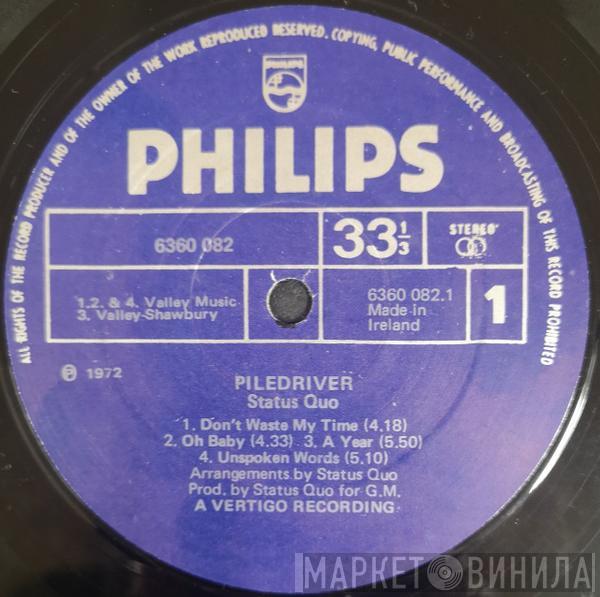 ALL RIGHTS OF THE RECORD PRODUCER AND OF THE OWNER OF THE WORK REPRODUCED RESERVED. COPYING, PUBLIC PERFORMANCE AND BROADCASTING OF THIS RECORD PROHIBITED
PHILIPS
PHILIPS
6360 082
33 1/3
STEREO
1.2. & 4. Valley Music
3. Valley-Shawbury
6360 082.1
Made in
Ireland
1
℗ 1972
PILEDRIVER
Status Quo
1. Don't Waste My Time (4.18)
2. Oh Baby (4.33) 3. A Year (5.50)
4. Unspoken Words (5.10)
Arrangements by Status Quo
Prod. by Status Quo for G.M.
A VERTIGO RECORDING
МАРКЕТ ВИНИЛА